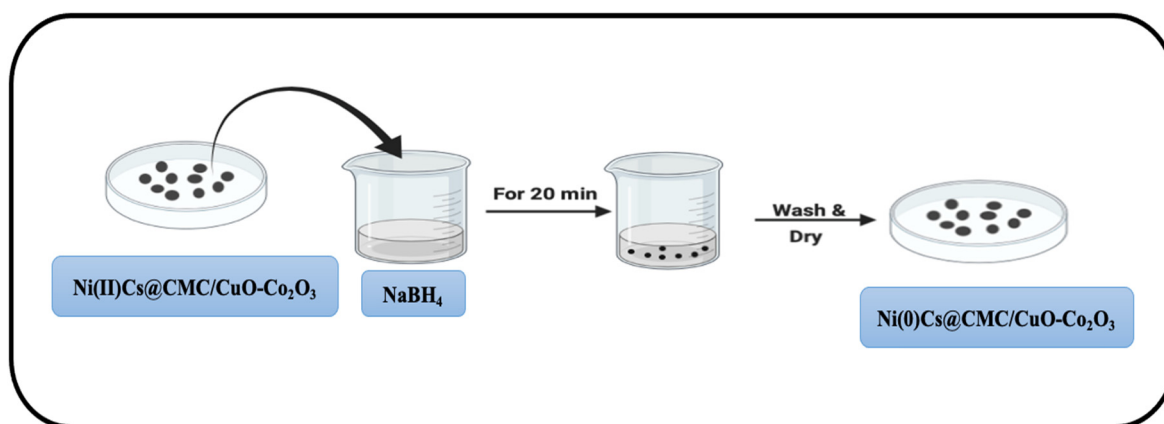 For 20 min
Wash &
Dry
Ni(II)Cs@CMC/CuO-Co₂O₃
NaBH₄
Ni(0)Cs@CMC/CuO-Co₂O₃